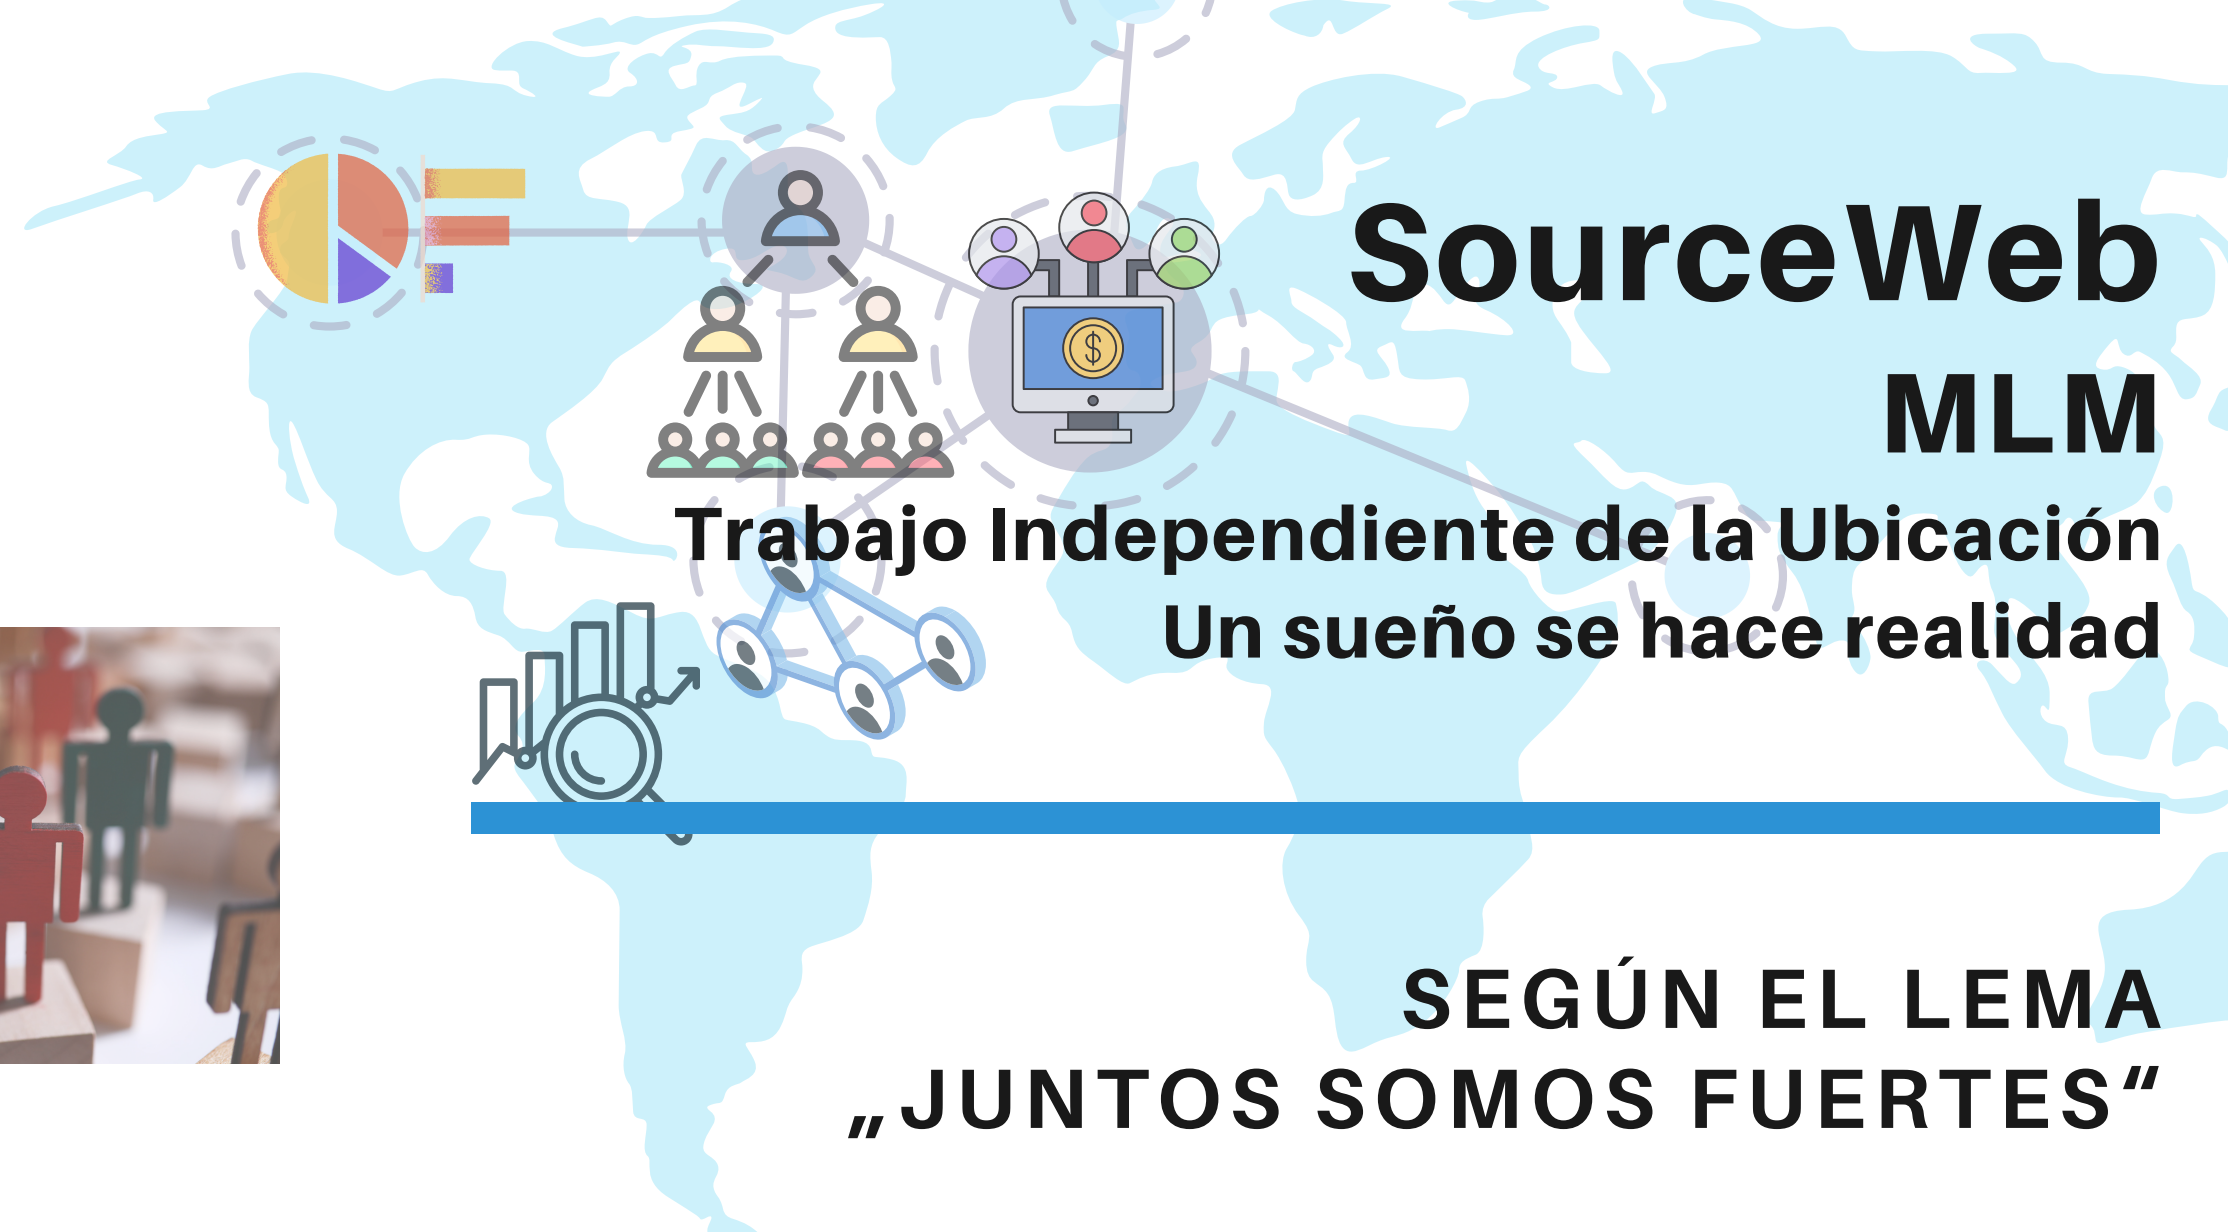 SourceWeb
MLM
Trabajo Independiente de la Ubicación
Un sueño se hace realidad
SEGÚN EL LEMA
„JUNTOS SOMOS FUERTES“